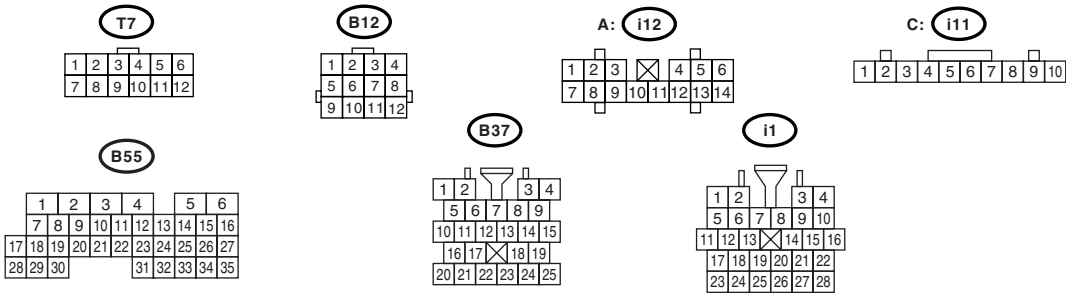 T7
1 2 3 4 5 6
7 8 9 10 11 12
B12
1 2 3 4
5 6 7 8
9 10 11 12
A: i12
1 2 3 4 5 6
7 8 9 10 11 12 13 14
C: i11
1 2 3 4 5 6 7 8 9 10
B55
1 2 3 4 5 6
7 8 9 10 11 12 13 14 15 16
17 18 19 20 21 22 23 24 25 26 27
28 29 30 31 32 33 34 35
B37
1 2 3 4
5 6 7 8 9
10 11 12 13 14 15
16 17 18 19
20 21 22 23 24 25
i1
1 2 3 4
5 6 7 8 9 10
11 12 13 14 15 16
17 18 19 20 21 22
23 24 25 26 27 28